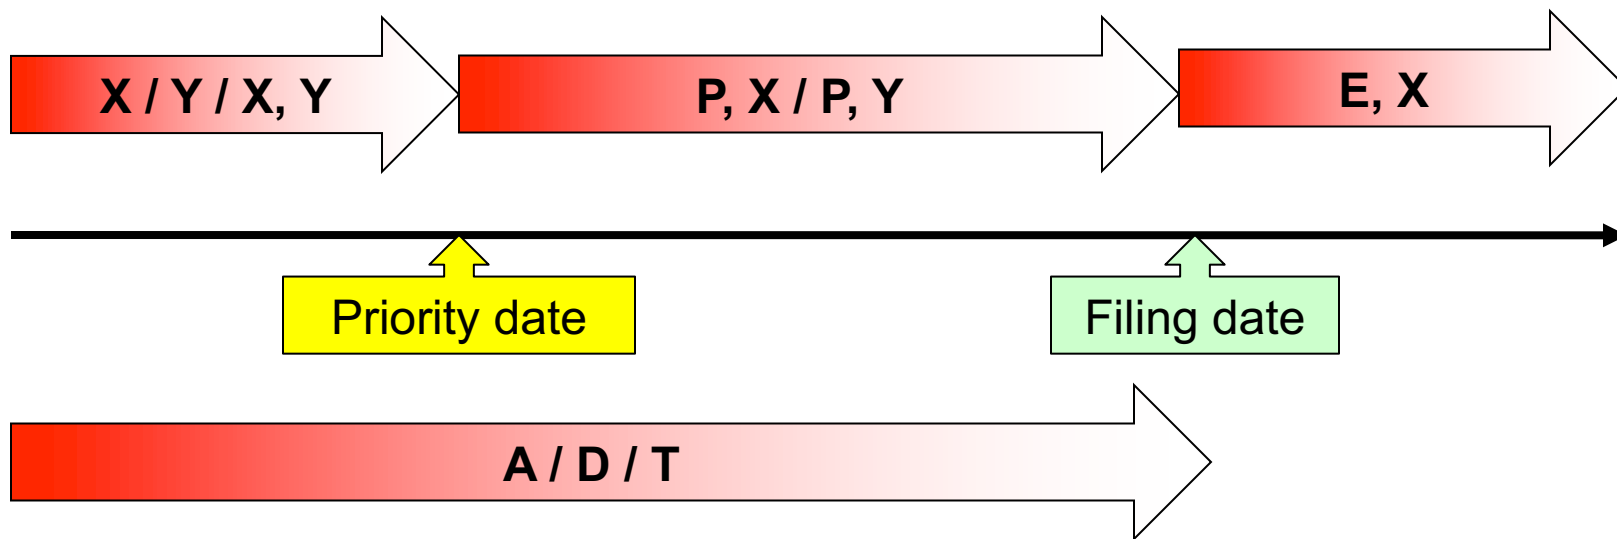 X / Y / X, Y
P, X / P, Y
E, X
Priority date
Filing date
A / D / T